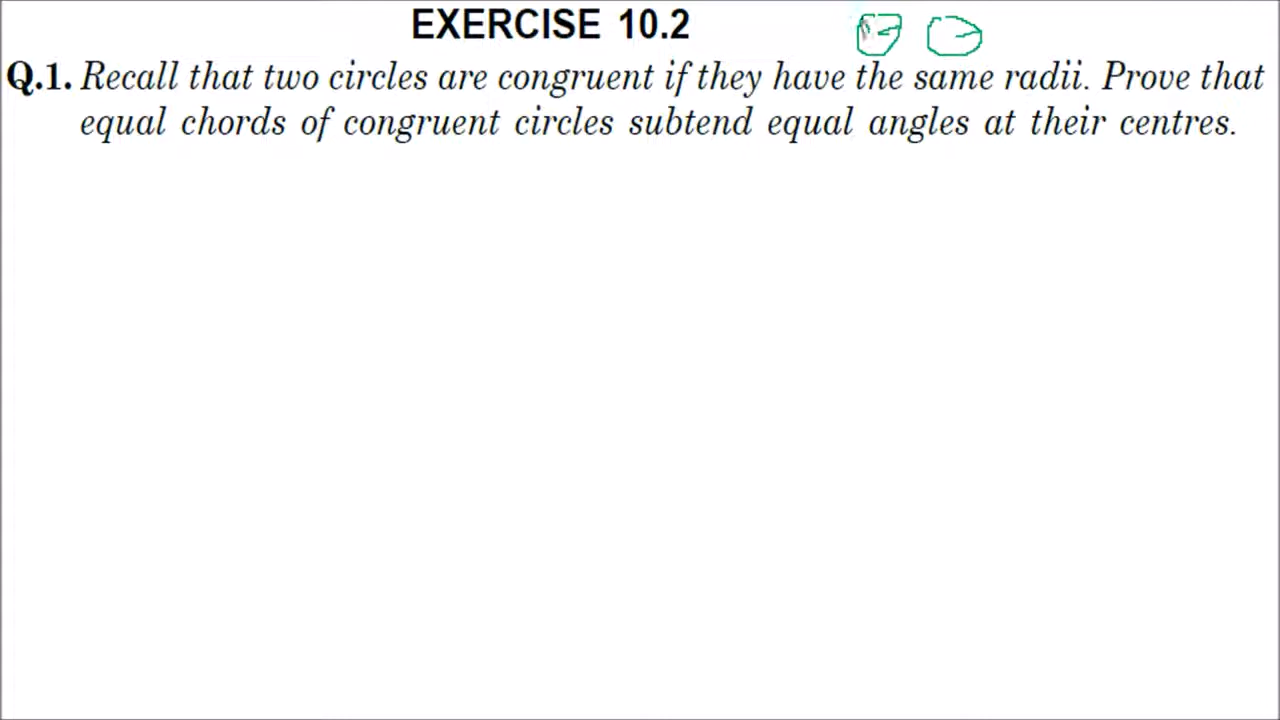 EXERCISE 10.2
Q.1. Recall that two circles are congruent if they have the same radii. Prove that
equal chords of congruent circles subtend equal angles at their centres.